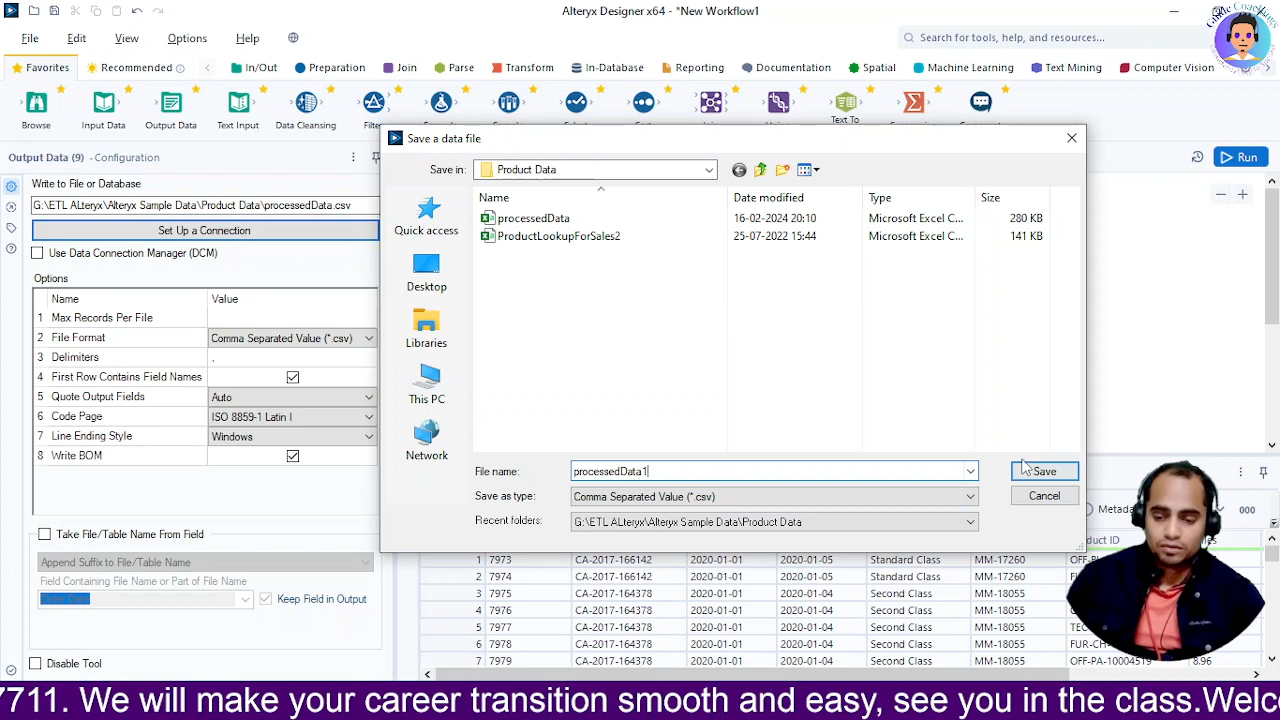 Alteryx Designer x64 - *New Workflow1
File Edit View Options Help
Search for tools, help, and resources...
Favorites Recommended In/Out Preparation Join Parse Transform In-Database Reporting Documentation Spatial Machine Learning Text Mining Computer Vision
Browse Input Data Output Data Text Input Data Cleansing Filter Text To
Output Data (9) - Configuration
Run
Write to File or Database
G:\ETL ALteryx\Alteryx Sample Data\Product Data\processedData.csv
Set Up a Connection
Use Data Connection Manager (DCM)
Options
Name Value
1 Max Records Per File
2 File Format Comma Separated Value (*.csv)
3 Delimiters ,
4 First Row Contains Field Names
5 Quote Output Fields Auto
6 Code Page ISO 8859-1 Latin I
7 Line Ending Style Windows
8 Write BOM
Take File/Table Name From Field
Append Suffix to File/Table Name
Field Containing File Name or Part of File Name
Keep Field in Output
Disable Tool
Save a data file
Save in: Product Data
Name Date modified Type Size
processedData 16-02-2024 20:10 Microsoft Excel C... 280 KB
ProductLookupForSales2 25-07-2022 15:44 Microsoft Excel C... 141 KB
Quick access
Desktop
Libraries
This PC
Network
File name: processedData1 Save
Save as type: Comma Separated Value (*.csv) Cancel
Recent folders: G:\ETL ALteryx\Alteryx Sample Data\Product Data
Metada 000
duct ID
1 7973 CA-2017-166142 2020-01-01 2020-01-05 Standard Class MM-17260
2 7974 CA-2017-166142 2020-01-01 2020-01-05 Standard Class MM-17260
3 7975 CA-2017-164378 2020-01-01 2020-01-04 Second Class MM-18055
4 7976 CA-2017-164378 2020-01-01 2020-01-04 Second Class MM-18055
5 7977 CA-2017-164378 2020-01-01 2020-01-04 Second Class MM-18055
6 7978 CA-2017-164378 2020-01-01 2020-01-04 Second Class MM-18055 FUR-CH-
7 7979 CA-2017-164378 2020-01-01 2020-01-04 Second Class MM-18055 OFF-PA-10004519 8.96
7711. We will make your career transition smooth and easy, see you in the class.Welc